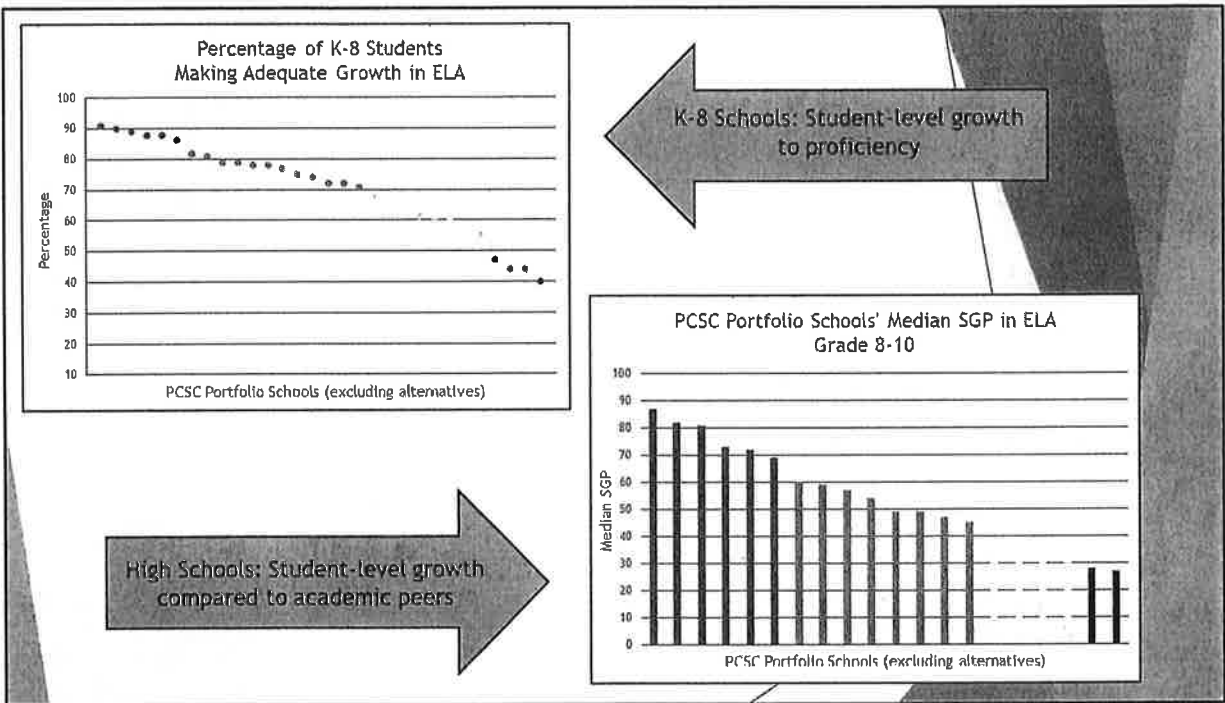 Percentage of K-8 Students
Making Adequate Growth in ELA
100
90
80
70
60
50
40
30
20
10
Percentage
PCSC Portfolio Schools (excluding alternatives)
K-8 Schools: Student-level growth
to proficiency
PCSC Portfolio Schools' Median SGP in ELA
Grade 8-10
100
90
80
70
60
50
40
30
20
10
0
Median SGP
PCSC Portfolio Schools (excluding alternatives)
High Schools: Student-level growth
compared to academic peers